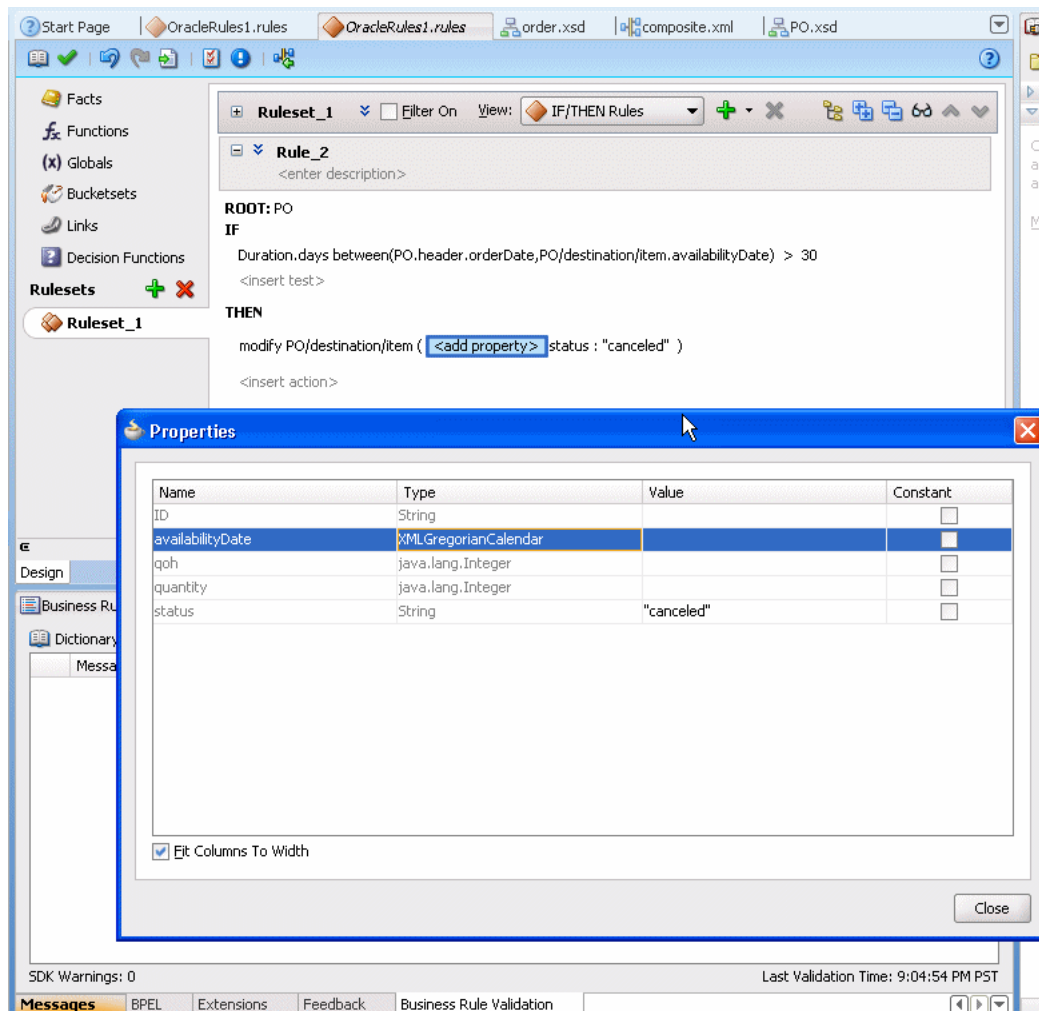 Start Page OracleRules1.rules OracleRules1.rules order.xsd composite.xml PO.xsd
Facts
Functions
Globals
Bucketsets
Links
Decision Functions
Rulesets
Ruleset_1
Ruleset_1 Filter On View: IF/THEN Rules
Rule_2
<enter description>
ROOT: PO
IF
Duration.days between(PO.header.orderDate,PO/destination/item.availabilityDate) > 30
<insert test>
THEN
modify PO/destination/item ( <add property> status : "canceled" )
<insert action>
Properties
Name Type Value Constant
ID String
availabilityDate XMLGregorianCalendar
qoh java.lang.Integer
quantity java.lang.Integer
status String "canceled"
Fit Columns To Width
Close
Design
Business Ru
Dictionary
Messa
SDK Warnings: 0 Last Validation Time: 9:04:54 PM PST
Messages BPEL Extensions Feedback Business Rule Validation